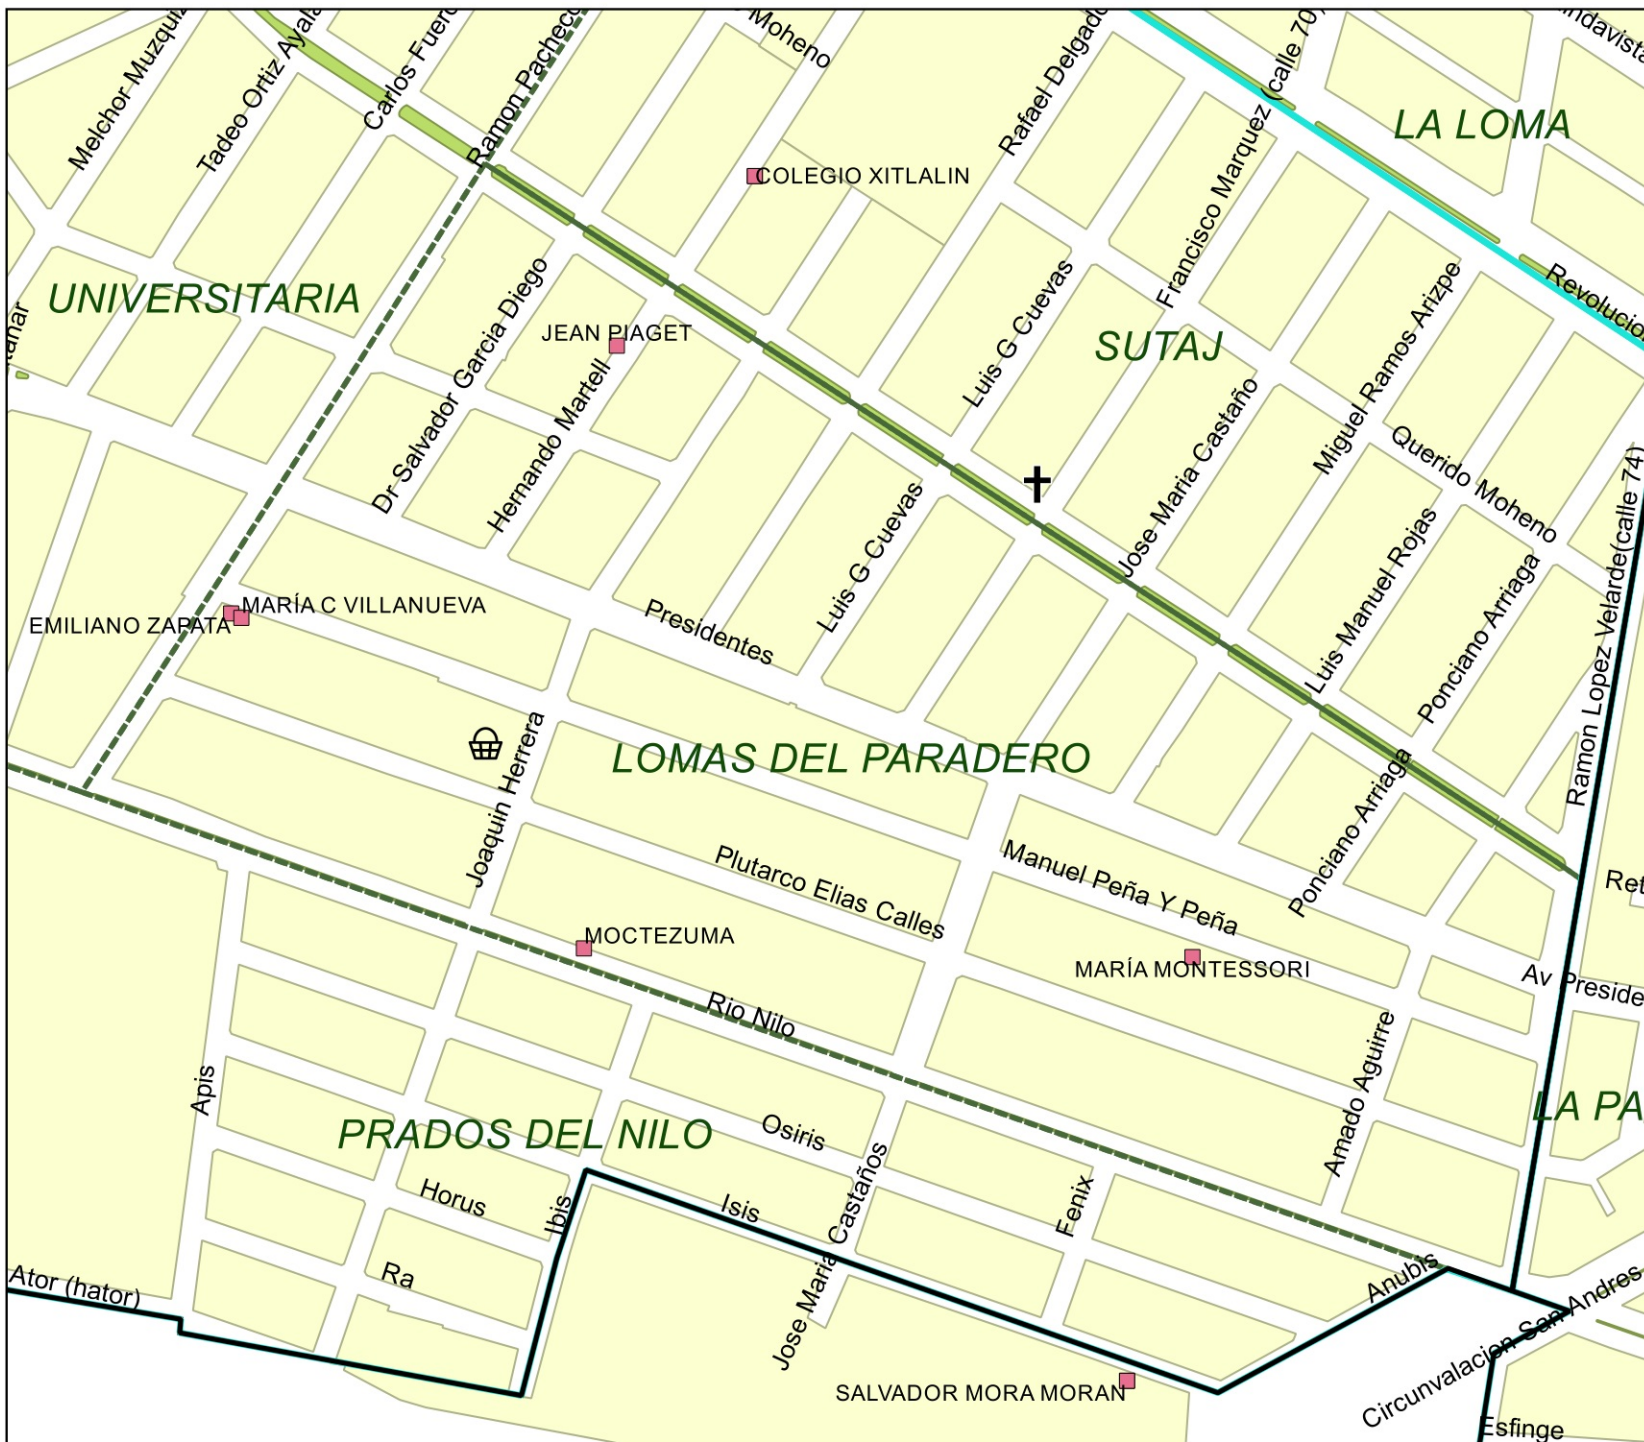 Melchor Muzquiz
Tadeo Ortiz Ayala
Carlos Fuero
Ramon Pacheco
Moheno
Rafael Delgado
Francisco Marquez (calle 70)
LA LOMA
COLEGIO XITLALIN
UNIVERSITARIA
Dr Salvador Garcia Diego
JEAN PIAGET
Hernando Martell
Luis G Cuevas
SUTAJ
Miguel Ramos Arizpe
Revolucio
Jose Maria Castaño
Querido Moheno
Luis G Cuevas
Luis Manuel Rojas
Ponciano Arriaga
Ramon Lopez Velarde(calle 74)
MARÍA C VILLANUEVA
EMILIANO ZAPATA
Presidentes
Joaquin Herrera
LOMAS DEL PARADERO
Ponciano Arriaga
Plutarco Elias Calles
Manuel Peña Y Peña
Ret
MOCTEZUMA
MARÍA MONTESSORI
Av Preside
Rio Nilo
Apis
Amado Aguirre
LA PA
PRADOS DEL NILO
Osiris
Horus
Ibis
Isis
Jose Maria Castaños
Fenix
Ra
Ator (hator)
Anubis
Circunvalacion San Andres
SALVADOR MORA MORAN
Esfinge